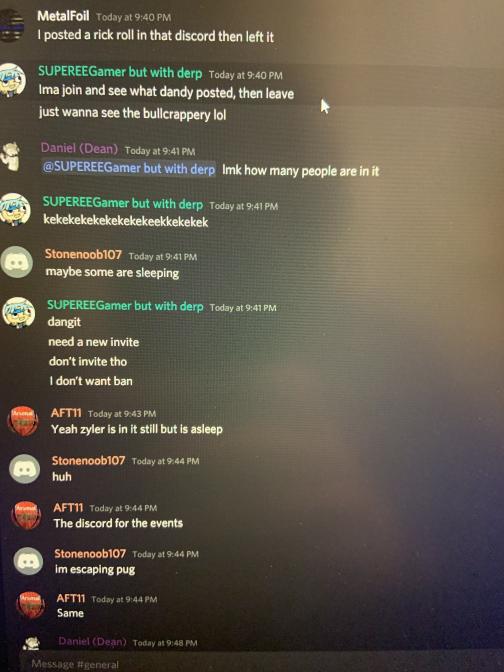 MetalFoil Today at 9:40 PM
I posted a rick roll in that discord then left it
SUPEREEGamer but with derp Today at 9:40 PM
Ima join and see what dandy posted, then leave
just wanna see the bullcrappery lol
Daniel (Dean) Today at 9:41 PM
@SUPEREEGamer but with derp lmk how many people are in it
SUPEREEGamer but with derp Today at 9:41 PM
kekekekekekekekekeekkekekek
Stonenoob107 Today at 9:41 PM
maybe some are sleeping
SUPEREEGamer but with derp Today at 9:41 PM
dangit
need a new invite
don't invite tho
I don't want ban
AFT11 Today at 9:43 PM
Yeah zyler is in it still but is asleep
Stonenoob107 Today at 9:44 PM
huh
AFT11 Today at 9:44 PM
The discord for the events
Stonenoob107 Today at 9:44 PM
im escaping pug
AFT11 Today at 9:44 PM
Same
Daniel (Dean) Today at 9:48 PM
Message #general